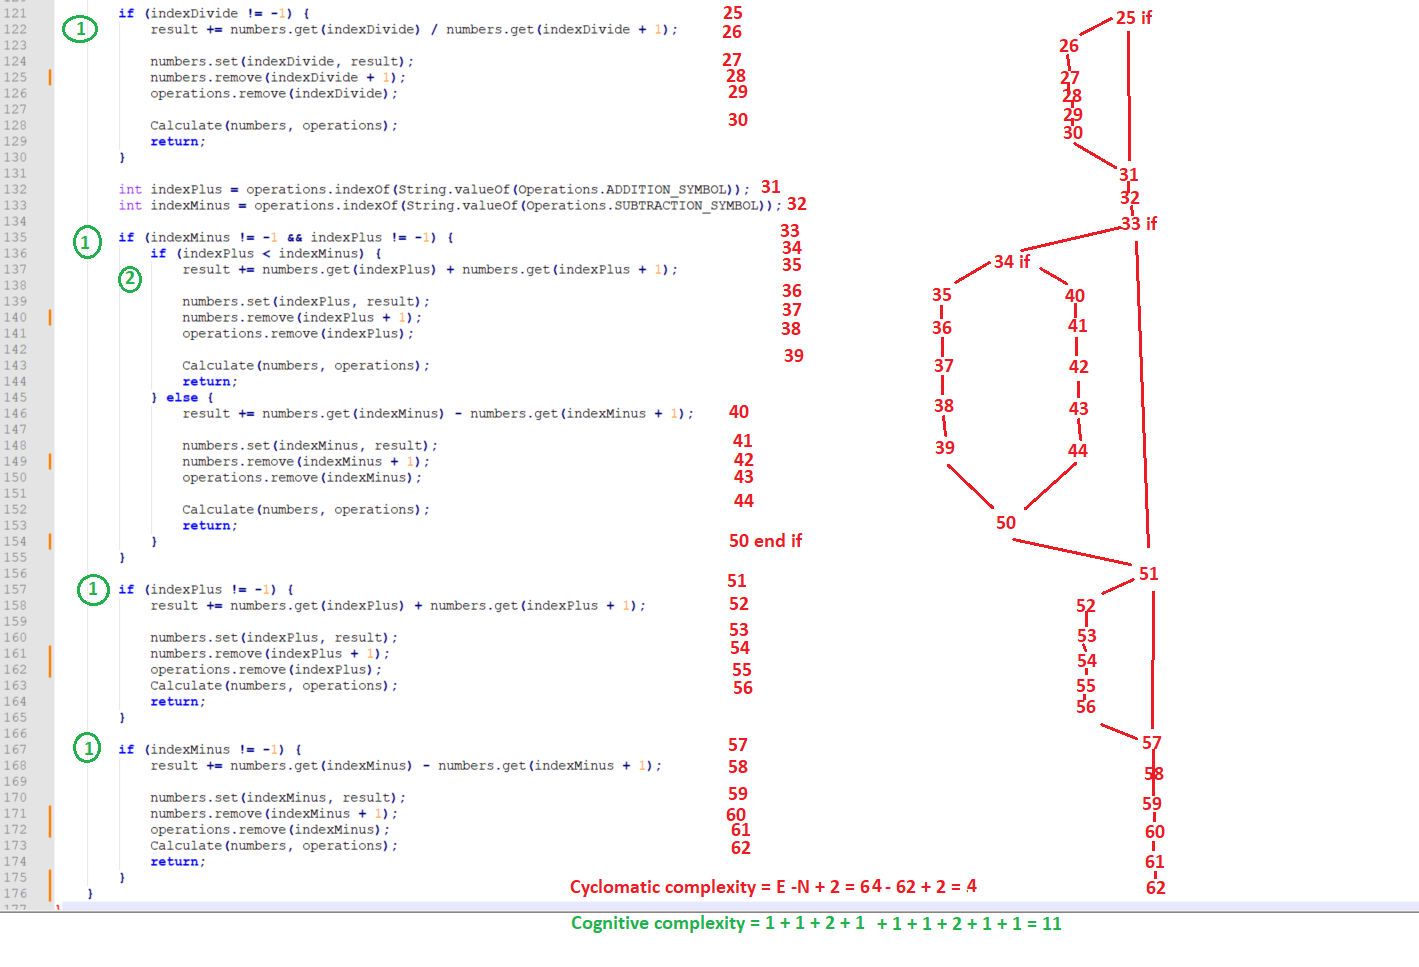 121 if (indexDivide != -1) { 25
122 result += numbers.get(indexDivide) / numbers.get(indexDivide + 1); 26
1
123
124 numbers.set(indexDivide, result); 27
125 numbers.remove(indexDivide + 1); 28
126 operations.remove(indexDivide); 29
127
128 Calculate(numbers, operations); 30
129 return;
130 }
131
132 int indexPlus = operations.indexOf(String.valueOf(Operations.ADDITION_SYMBOL)); 31
133 int indexMinus = operations.indexOf(String.valueOf(Operations.SUBTRACTION_SYMBOL)); 32
134
135 if (indexMinus != -1 && indexPlus != -1) { 33
1
136 if (indexPlus < indexMinus) { 34
137 result += numbers.get(indexPlus) + numbers.get(indexPlus + 1); 35
2
138
139 numbers.set(indexPlus, result); 36
140 numbers.remove(indexPlus + 1); 37
141 operations.remove(indexPlus); 38
142
143 Calculate(numbers, operations); 39
144 return;
145 } else {
146 result += numbers.get(indexMinus) - numbers.get(indexMinus + 1); 40
147
148 numbers.set(indexMinus, result); 41
149 numbers.remove(indexMinus + 1); 42
150 operations.remove(indexMinus); 43
151
152 Calculate(numbers, operations); 44
153 return;
154 } 50 end if
155 }
156
157 if (indexPlus != -1) { 51
1
158 result += numbers.get(indexPlus) + numbers.get(indexPlus + 1); 52
159
160 numbers.set(indexPlus, result); 53
161 numbers.remove(indexPlus + 1); 54
162 operations.remove(indexPlus); 55
163 Calculate(numbers, operations); 56
164 return;
165 }
166
167 if (indexMinus != -1) { 57
1
168 result += numbers.get(indexMinus) - numbers.get(indexMinus + 1); 58
169
170 numbers.set(indexMinus, result); 59
171 numbers.remove(indexMinus + 1); 60
172 operations.remove(indexMinus); 61
173 Calculate(numbers, operations); 62
174 return;
175 }
176 }
177 }
25 if
26
27
28
29
30
31
32
33 if
34 if
35
36
37
38
39
40
41
42
43
44
50
51
52
53
54
55
56
57
58
59
60
61
62
Cyclomatic complexity = E -N + 2 = 64 - 62 + 2 = 4
Cognitive complexity = 1 + 1 + 2 + 1 + 1 + 1 + 2 + 1 + 1 = 11